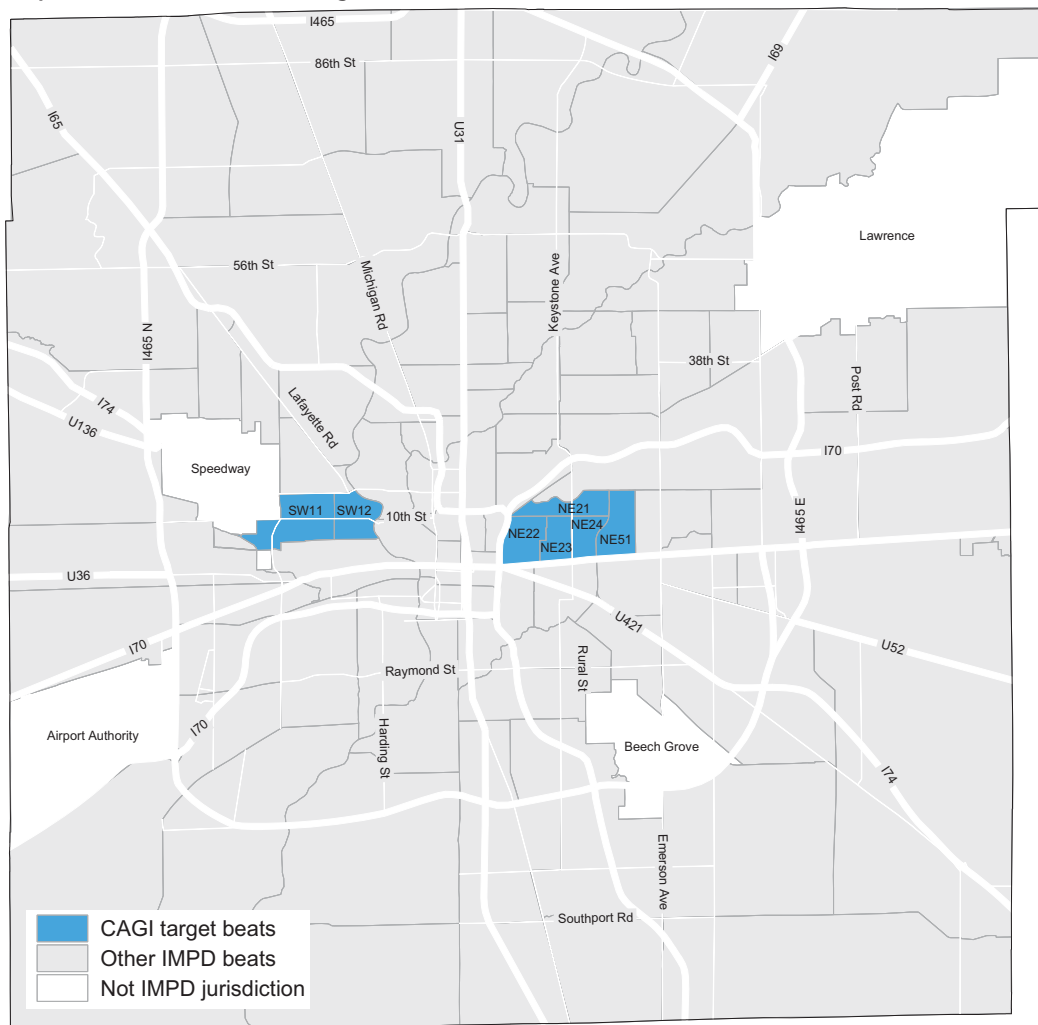 I465
86th St
I69
I65
U31
Lawrence
56th St
Michigan Rd
Keystone Ave
I465 N
38th St
Post Rd
I74
U136
Lafayette Rd
I70
Speedway
SW11
SW12
10th St
NE21
NE22
NE24
NE23
NE51
I465 E
U36
U421
U52
I70
Raymond St
Rural St
Airport Authority
I70
Harding St
Beech Grove
I74
Emerson Ave
Southport Rd
CAGI target beats
Other IMPD beats
Not IMPD jurisdiction